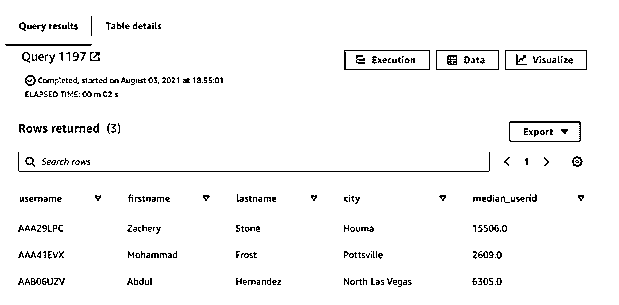 Query results Table details
Query 1197
Execution Data Visualize
Completed, started on August 03, 2021 at 18:55:01
ELAPSED TIME: 00 m 02 s
Rows returned (3)
Export
Search rows
1
username firstname lastname city median_userid
AAA29LPC Zachery Stone Houma 15506.0
AAA41EVX Mohammad Frost Pottsville 2609.0
AAB06UZV Abdul Hernandez North Las Vegas 6305.0